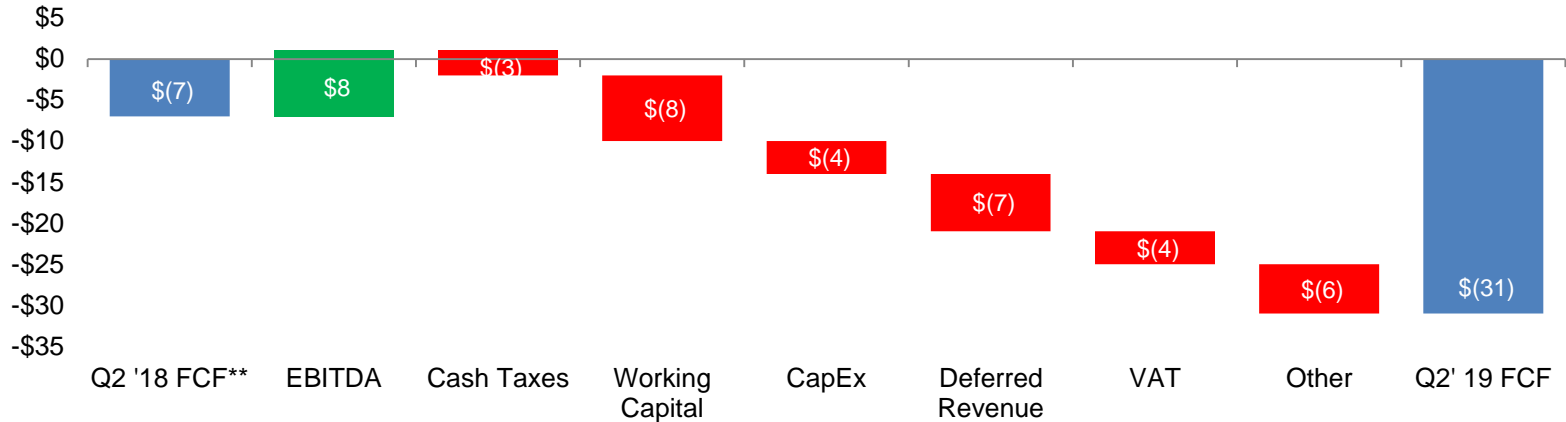 $5
$0
-$5
-$10
-$15
-$20
-$25
-$30
-$35
$(7)
$8
$(3)
$(8)
$(4)
$(7)
$(4)
$(6)
$(31)
Q2 '18 FCF**
EBITDA
Cash Taxes
Working
Capital
CapEx
Deferred
Revenue
VAT
Other
Q2' 19 FCF